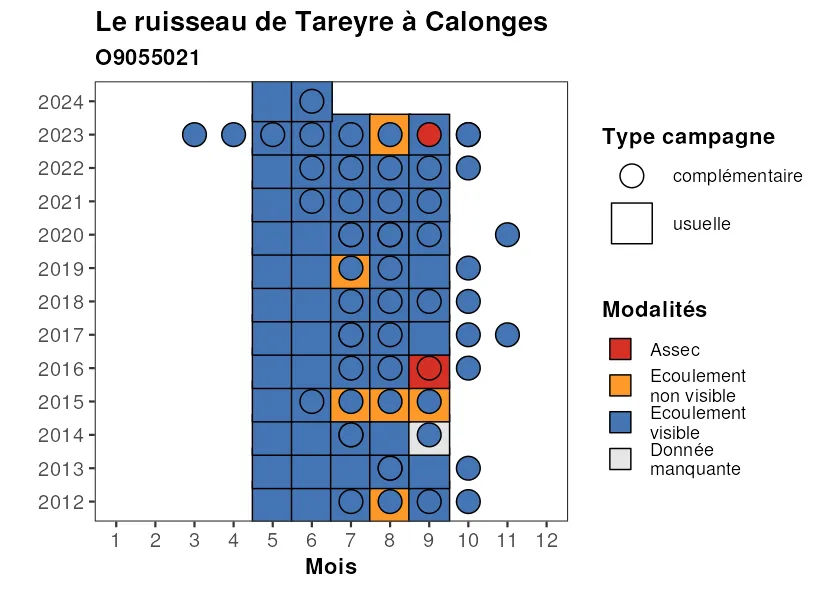 Le ruisseau de Tareyre à Calonges
O9055021
2024
2023
2022
2021
2020
2019
2018
2017
2016
2015
2014
2013
2012
1 2 3 4 5 6 7 8 9 10 11 12
Mois
Type campagne
complémentaire
usuelle
Modalités
Assec
Ecoulement
non visible
Ecoulement
visible
Donnée
manquante